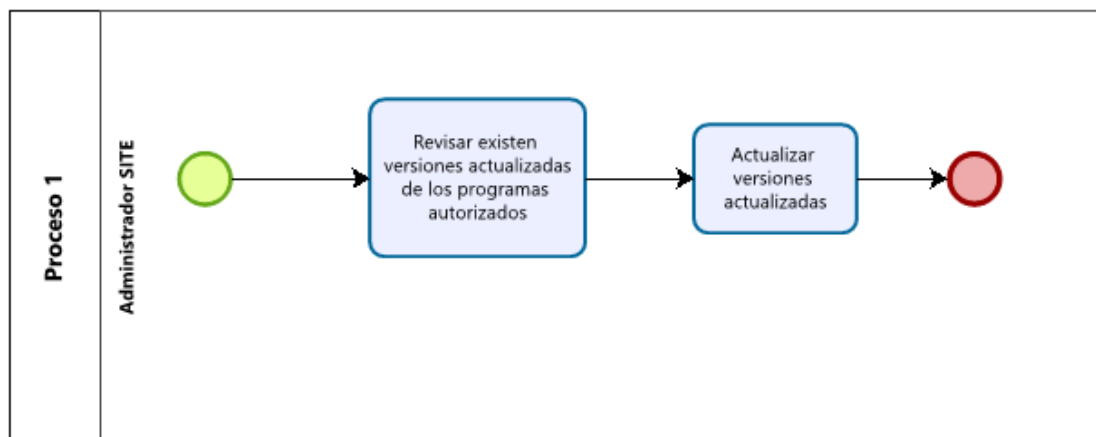 Proceso 1
Administrador SITE
Revisar existen
versiones actualizadas
de los programas
autorizados
Actualizar
versiones
actualizadas